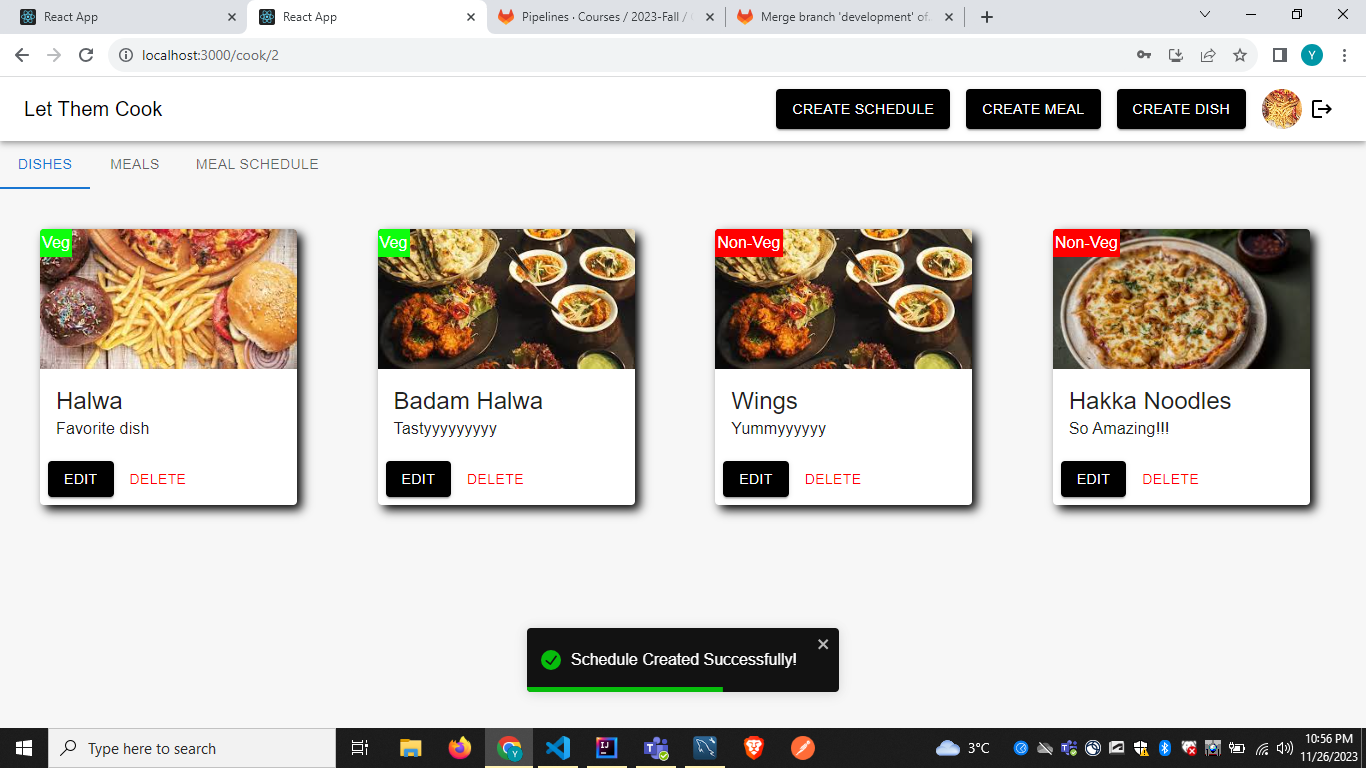 React App
React App
Pipelines · Courses / 2023-Fall /
Merge branch 'development' of
localhost:3000/cook/2
Y
Let Them Cook
CREATE SCHEDULE
CREATE MEAL
CREATE DISH
DISHES
MEALS
MEAL SCHEDULE
Veg
Veg
Non-Veg
Non-Veg
Halwa
Badam Halwa
Wings
Hakka Noodles
Favorite dish
Tastyyyyyyyyy
Yummyyyyyy
So Amazing!!!
EDIT
DELETE
EDIT
DELETE
EDIT
DELETE
EDIT
DELETE
Schedule Created Successfully!
Type here to search
3°C
10:56 PM
11/26/2023